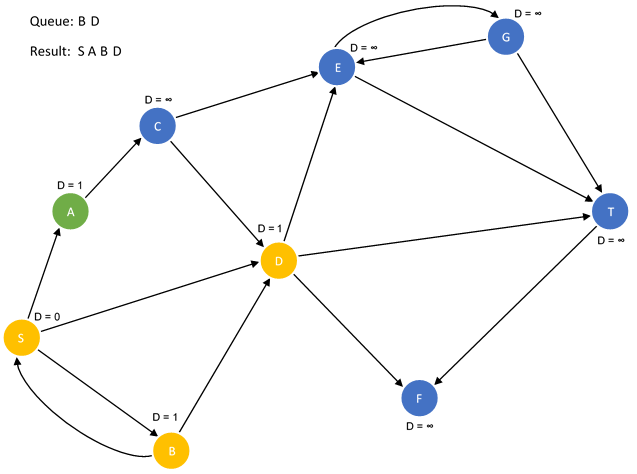 Queue: B D
Result: S A B D
D = ∞
G
D = ∞
E
D = ∞
C
D = 1
A
T
D = ∞
D = 1
D
D = 0
S
F
D = ∞
D = 1
B